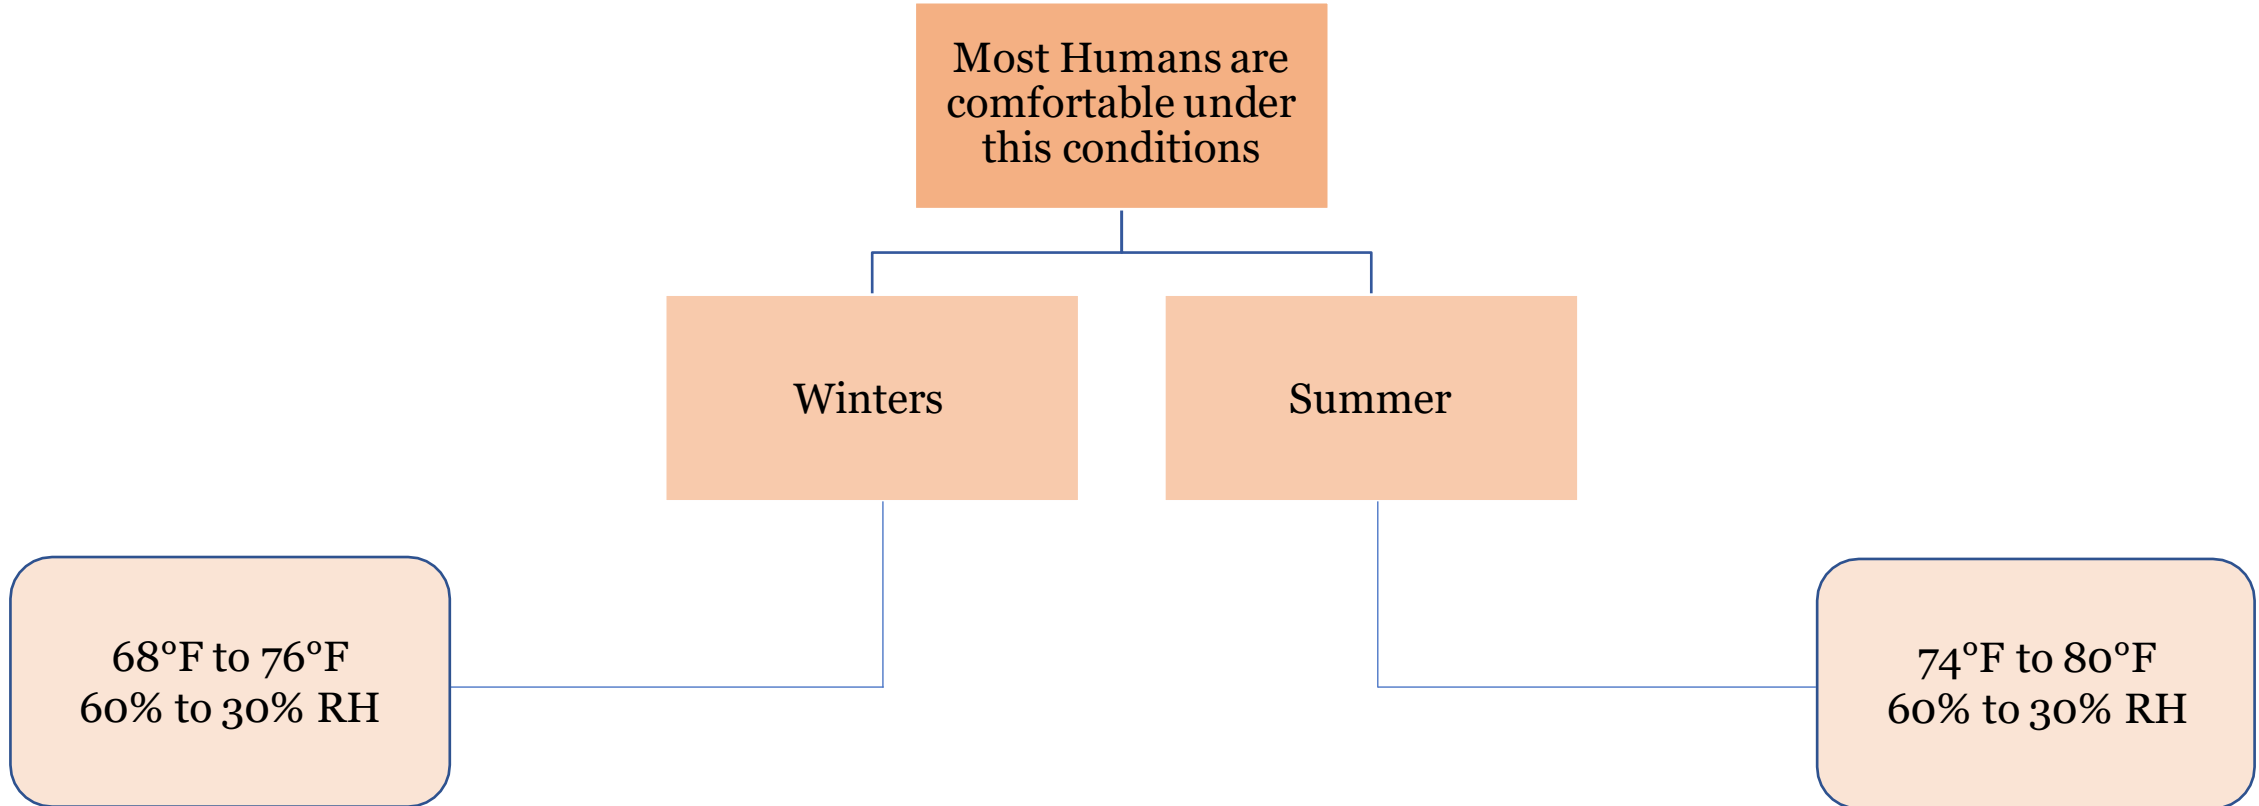 Most Humans are
comfortable under
this conditions
Winters
Summer
68°F to 76°F
60% to 30% RH
74°F to 80°F
60% to 30% RH